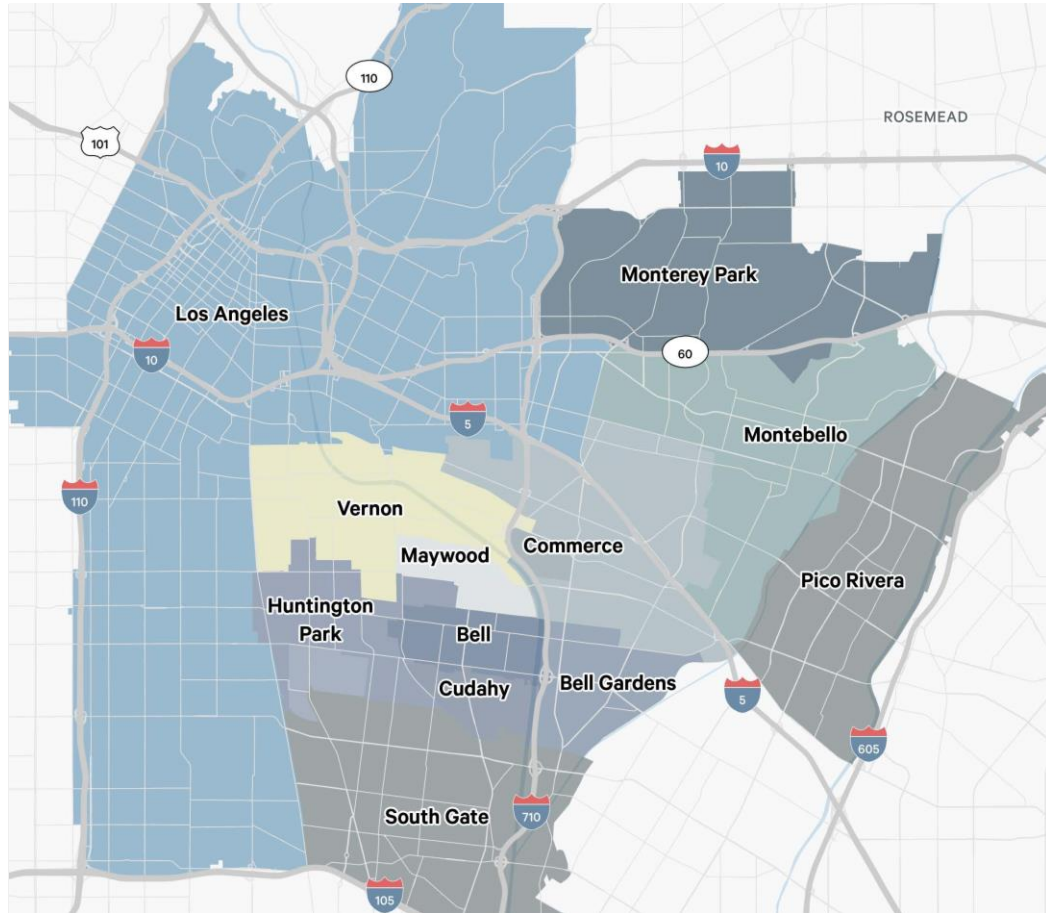 110
ROSEMEAD
101
10
Monterey Park
Los Angeles
10
60
5
Montebello
110
Vernon
Commerce
Maywood
Pico Rivera
Huntington
Park
Bell
Cudahy
Bell Gardens
5
605
South Gate
710
105